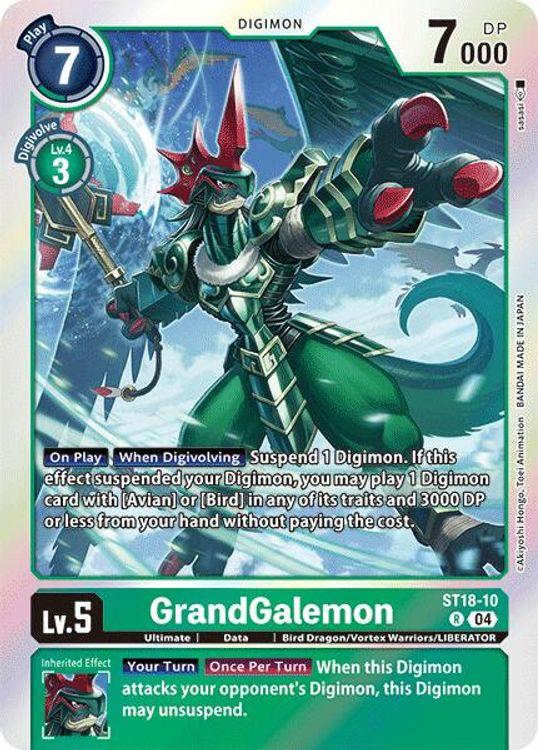 Play
7
DIGIMON
7000
DP
Digivolve
Lv.4
3
sasasi
©Akiyoshi Hongo, Toei Animation BANDAI MADE IN JAPAN
On Play When Digivolving Suspend 1 Digimon. If this
effect suspended your Digimon, you may play 1 Digimon
card with [Avian] or [Bird] in any of its traits and 3000 DP
or less from your hand without paying the cost.
Lv.5
GrandGalemon
ST18-10
R 04
Ultimate | Data | Bird Dragon/Vortex Warriors/LIBERATOR
Inherited Effect
Your Turn Once Per Turn When this Digimon
attacks your opponent's Digimon, this Digimon
may unsuspend.